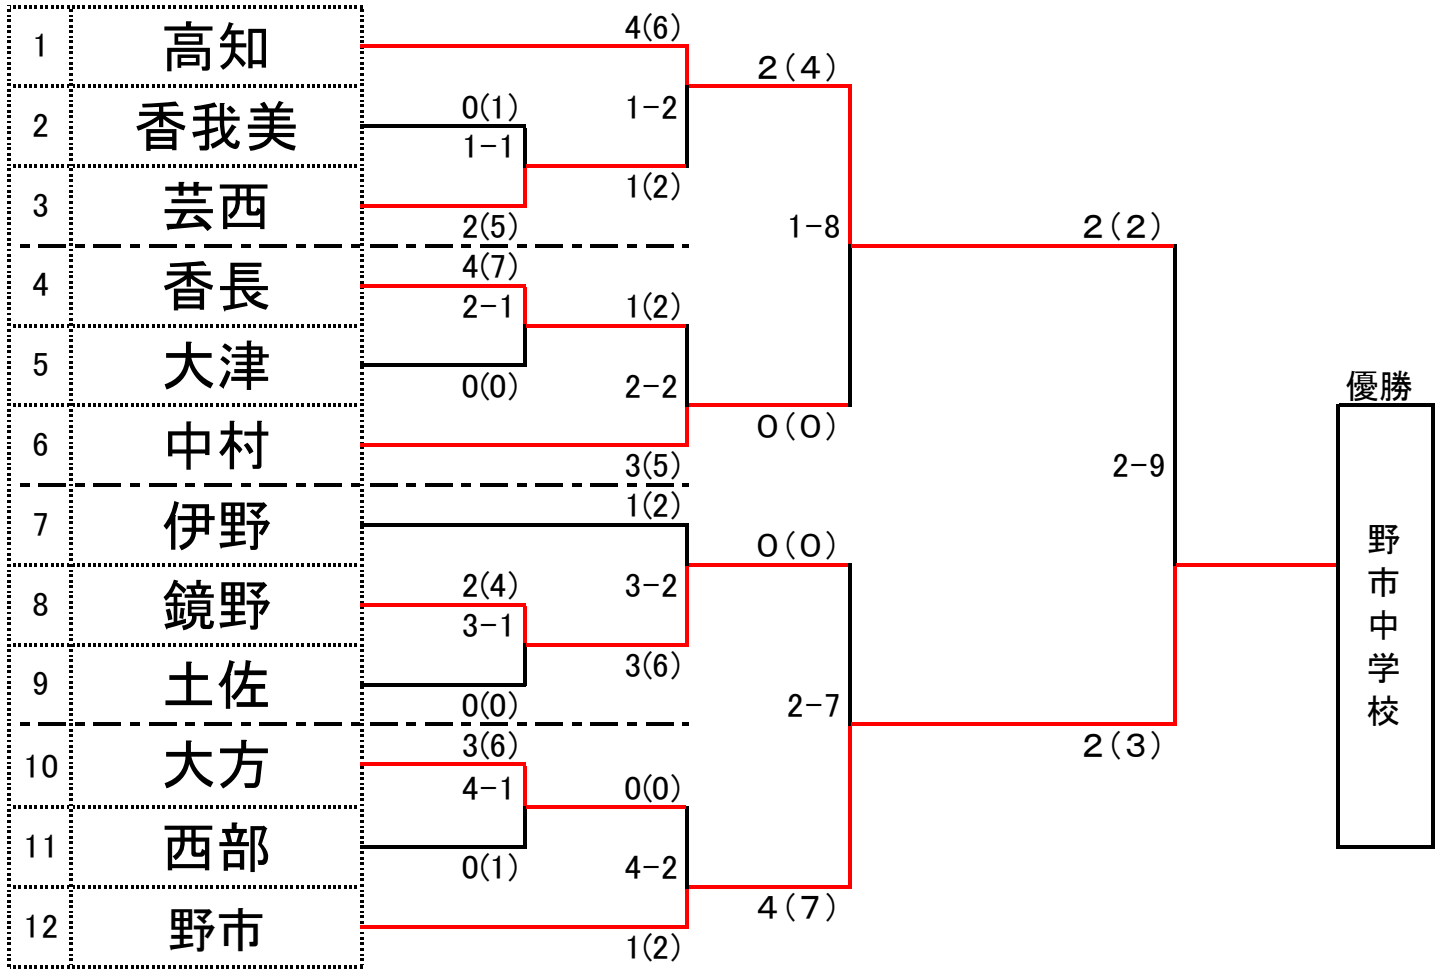 1 高知
4(6)
2(4)
2 香我美
0(1)
1-1
1-2
3 芸西
2(5)
1(2)
1-8
2(2)
4 香長
4(7)
2-1
1(2)
5 大津
0(0)
2-2
0(0)
優勝
6 中村
3(5)
2-9
7 伊野
1(2)
0(0)
野市中学校
8 鏡野
2(4)
3-1
3-2
9 土佐
0(0)
3(6)
2-7
2(3)
10 大方
3(6)
4-1
0(0)
11 西部
0(1)
4-2
4(7)
12 野市
1(2)